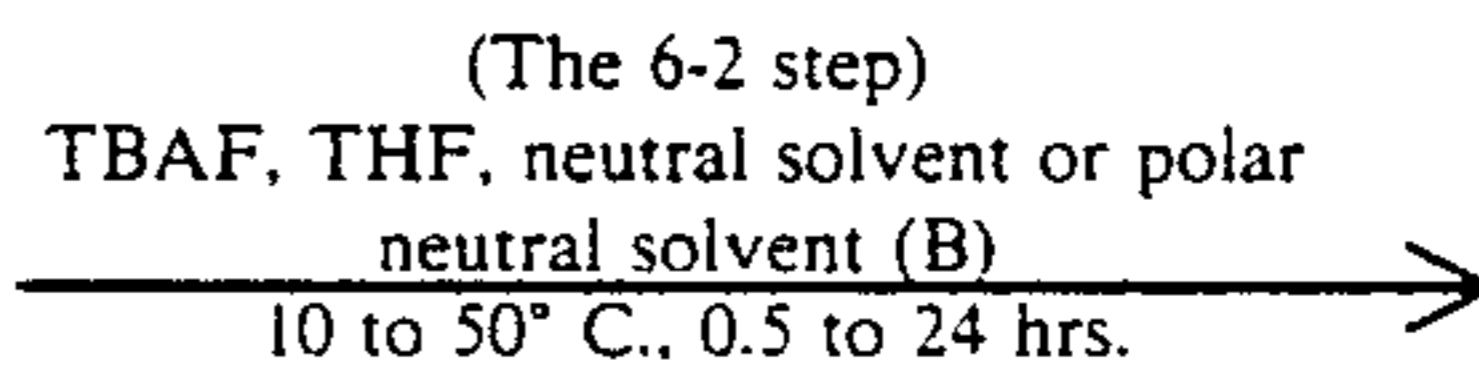 (The 6-2 step)
TBAF, THF, neutral solvent or polar
neutral solvent (B)
10 to 50° C., 0.5 to 24 hrs.